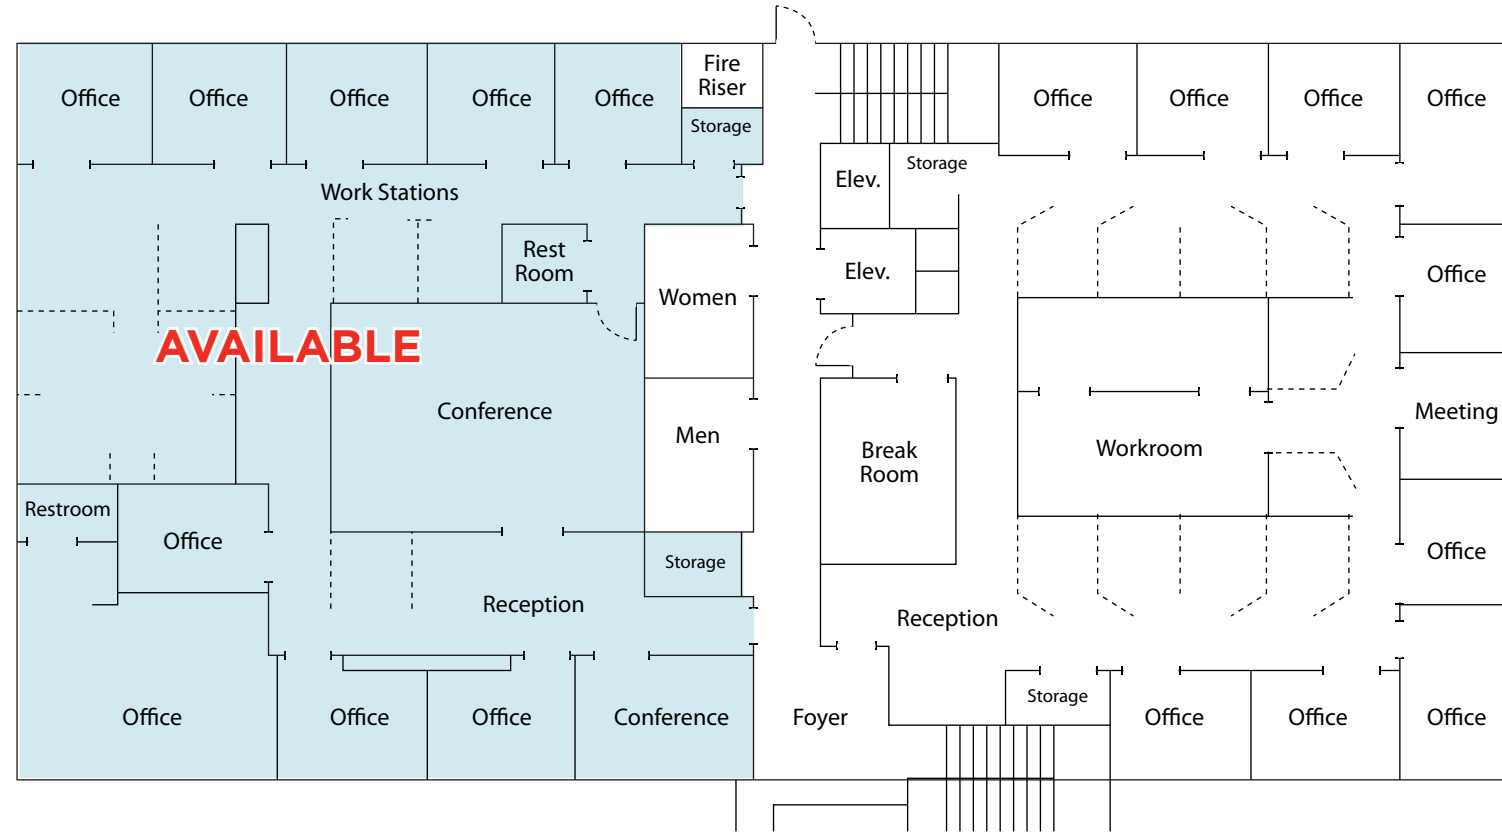 Office
Office
Office
Office
Office
Fire
Riser
Storage
Office
Office
Office
Office
Work Stations
Elev.
Storage
Rest
Room
Women
Elev.
Office
AVAILABLE
Conference
Men
Break
Room
Workroom
Meeting
Restroom
Office
Storage
Office
Reception
Reception
Office
Office
Office
Conference
Foyer
Storage
Office
Office
Office